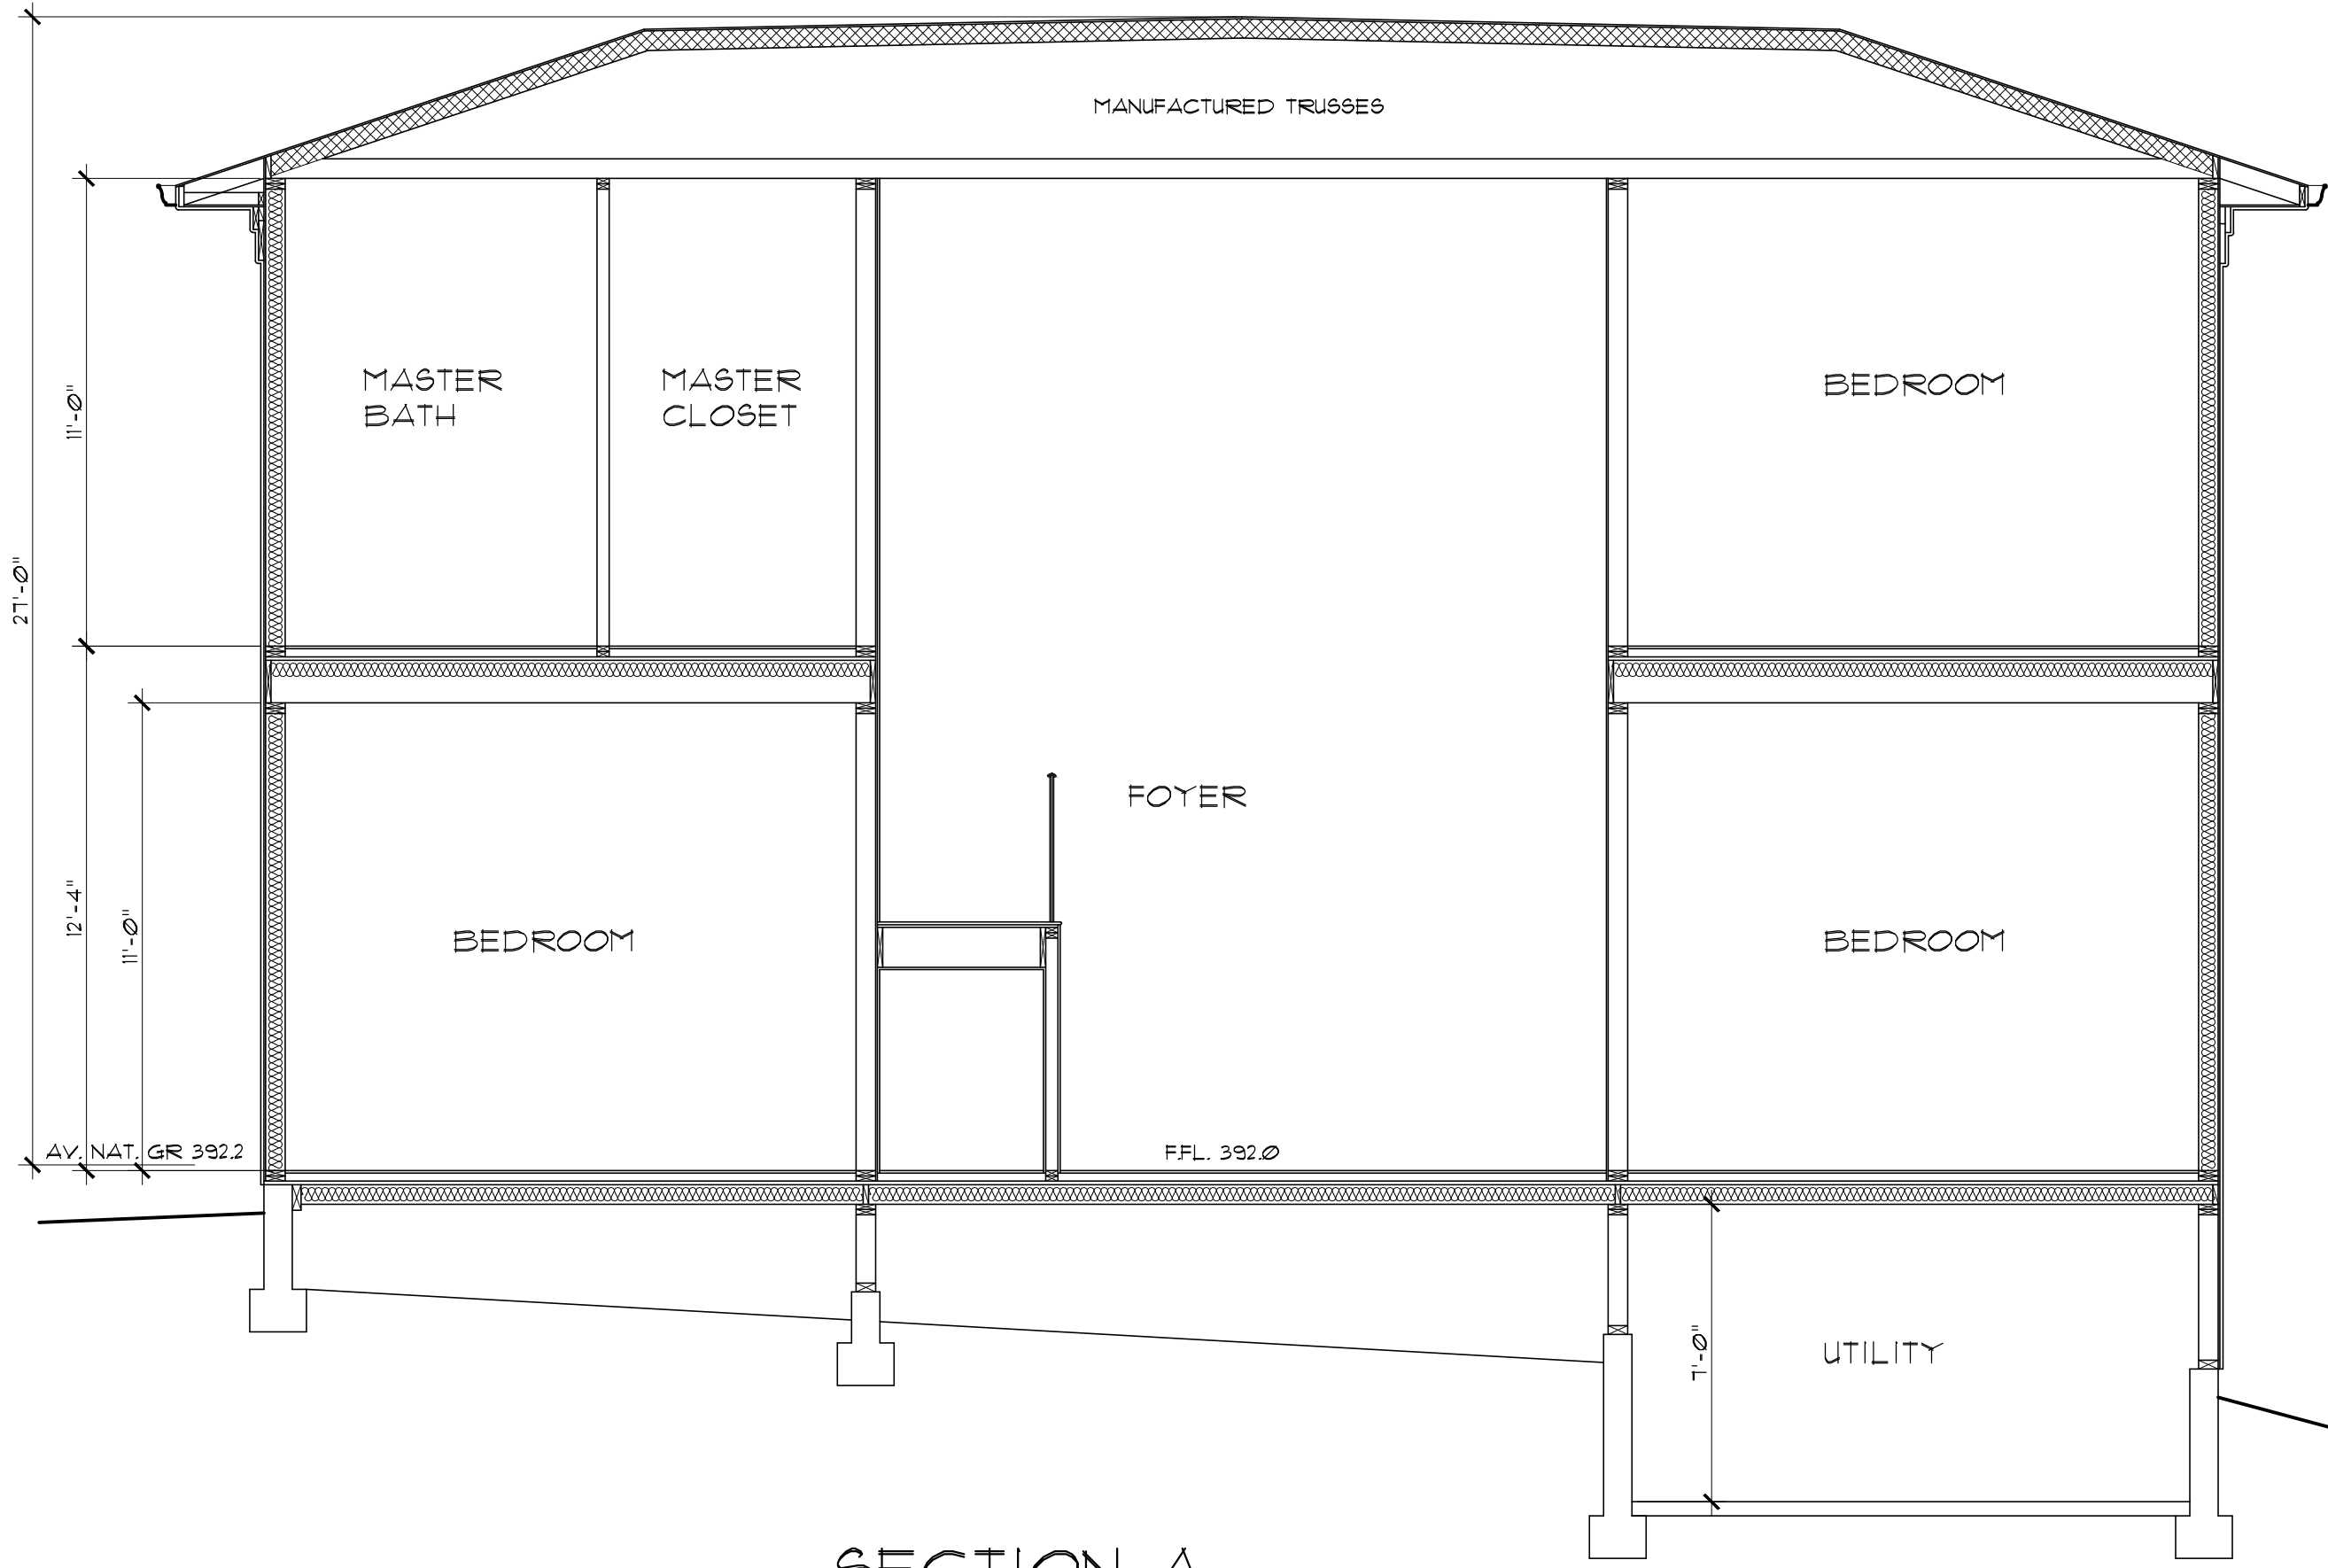 MANUFACTURED TRUSSES
MASTER
BATH
MASTER
CLOSET
BEDROOM
11'-0"
27'-0"
FOYER
12'-4"
11'-0"
BEDROOM
BEDROOM
AV. NAT. GR 392.2
F.FL. 392.0
7'-0"
UTILITY
SECTION A